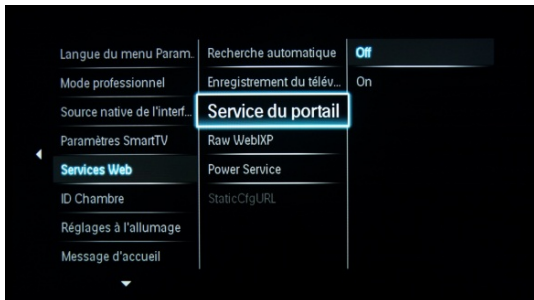 Langue du menu Param.
Mode professionnel
Source native de l'interf...
Paramètres SmartTV
Services Web
ID Chambre
Réglages à l'allumage
Message d'accueil
Recherche automatique
Enregistrement du télév...
Service du portail
Raw WebIXP
Power Service
StaticCfgURL
Off
On